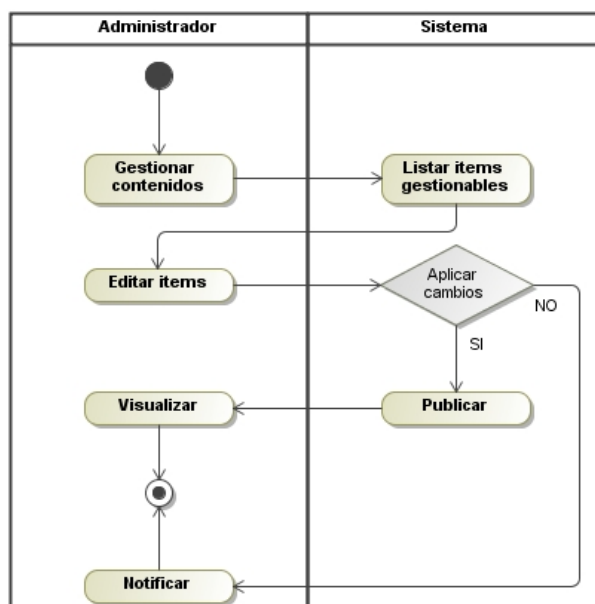 Administrador
Sistema
Gestionar
contenidos
Listar items
gestionables
Editar items
Aplicar
cambios
NO
SI
Visualizar
Publicar
Notificar